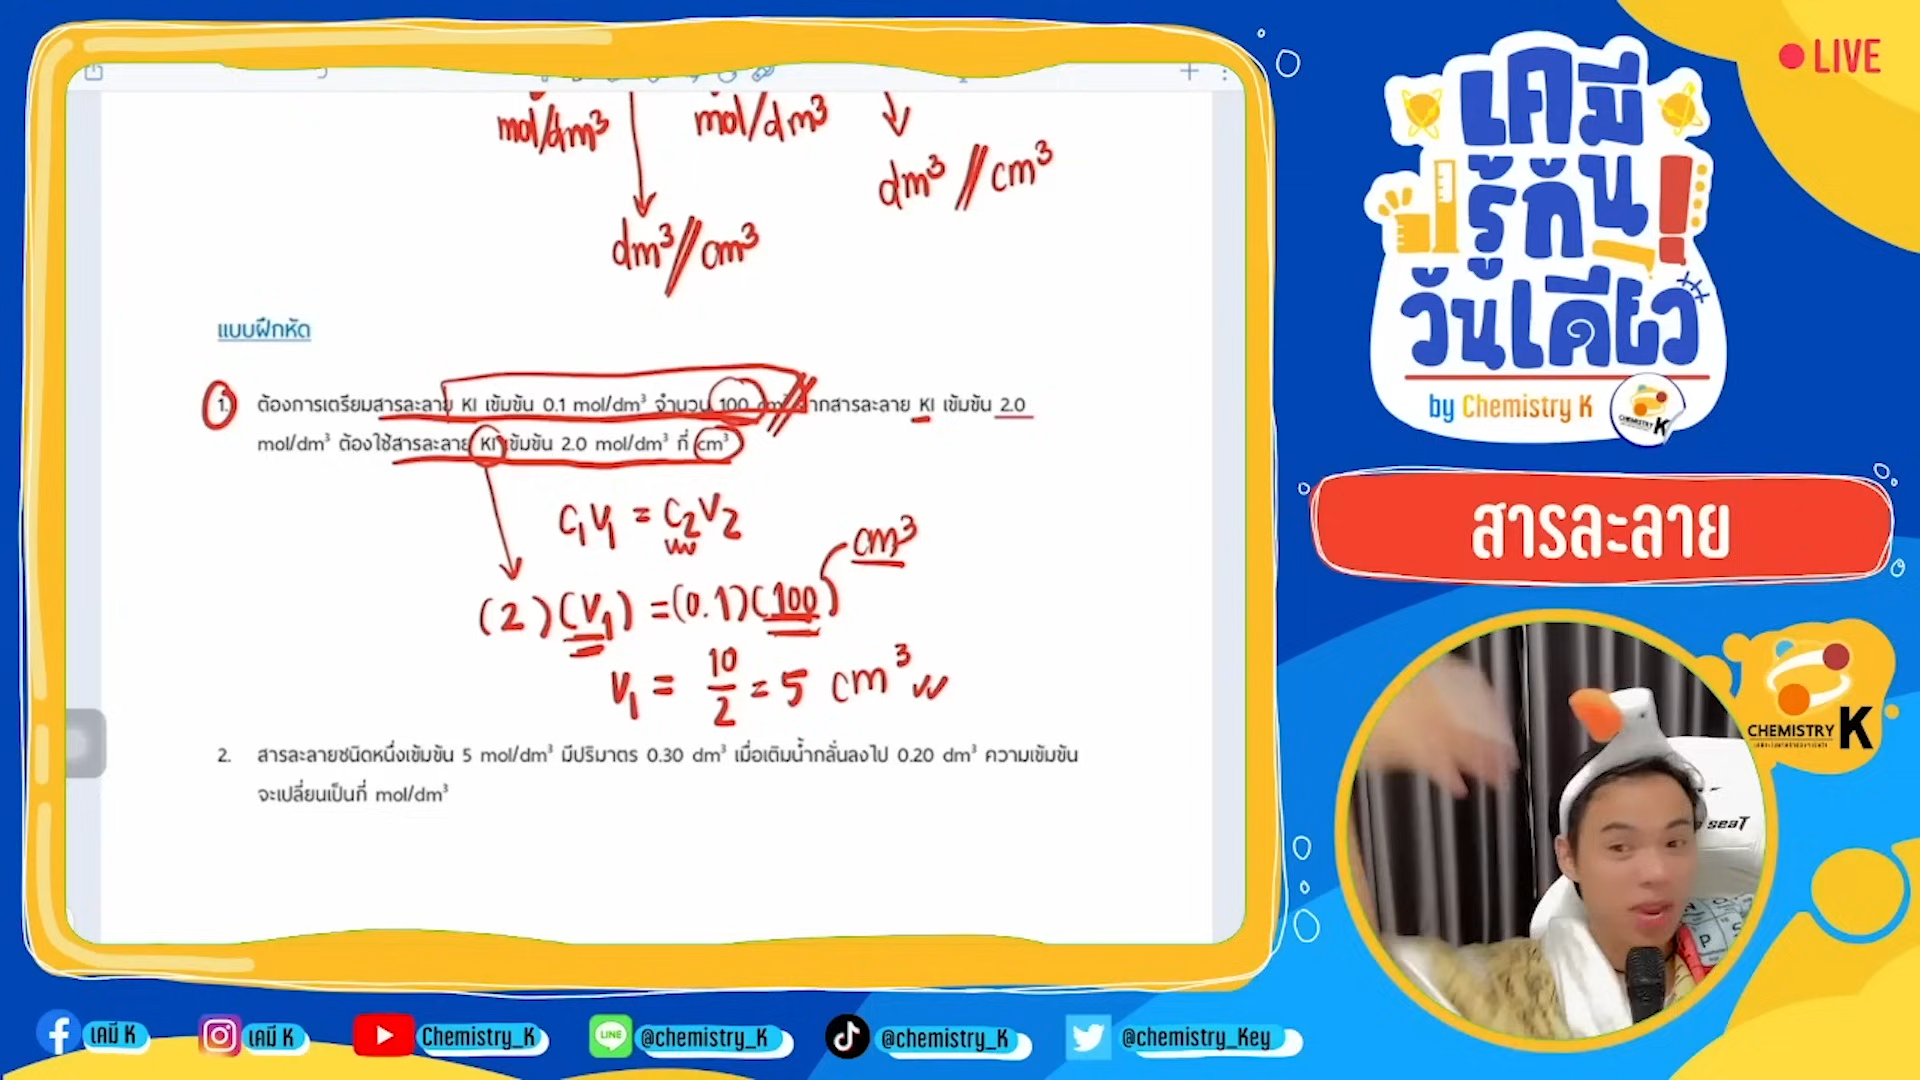 mol/dm³ mol/dm³
dm³ // cm³
dm³ // cm³
แบบฝึกหัด
1. ต้องการเตรียมสารละลาย KI เข้มข้น 0.1 mol/dm³ จำนวน 100 cm³ จากสารละลาย KI เข้มข้น 2.0
mol/dm³ ต้องใช้สารละลาย KI เข้มข้น 2.0 mol/dm³ กี่ cm³
C₁V₁ = C₂V₂
cm³
(2)(V₁) = (0.1)(100)
V₁ = 10/2 = 5 cm³
2. สารละลายชนิดหนึ่งเข้มข้น 5 mol/dm³ มีปริมาตร 0.30 dm³ เมื่อเติมน้ำกลั่นลงไป 0.20 dm³ ความเข้มข้น
จะเปลี่ยนเป็นกี่ mol/dm³
LIVE
เคมี
รู้กัน!
วันเดียว
by Chemistry K
สารละลาย
CHEMISTRY K
seaT
P
เคมี K
เคมี K
Chemistry_K
LINE @chemistry_K
@chemistry_K
@chemistry_Key